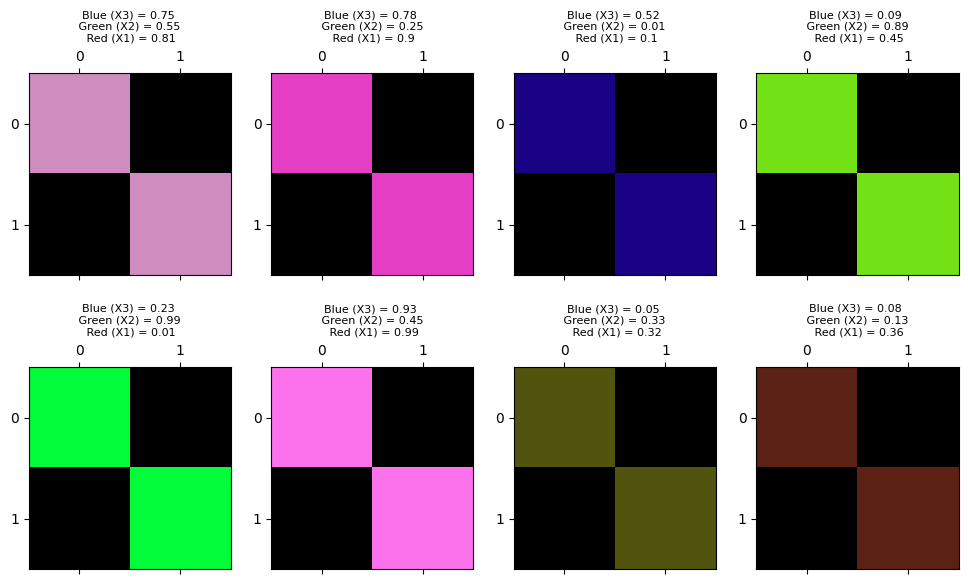 Blue (X3) = 0.75
Green (X2) = 0.55
Red (X1) = 0.81
0 1
0
1
Blue (X3) = 0.78
Green (X2) = 0.25
Red (X1) = 0.9
0 1
0
1
Blue (X3) = 0.52
Green (X2) = 0.01
Red (X1) = 0.1
0 1
0
1
Blue (X3) = 0.09
Green (X2) = 0.89
Red (X1) = 0.45
0 1
0
1
Blue (X3) = 0.23
Green (X2) = 0.99
Red (X1) = 0.01
0 1
0
1
Blue (X3) = 0.93
Green (X2) = 0.45
Red (X1) = 0.99
0 1
0
1
Blue (X3) = 0.05
Green (X2) = 0.33
Red (X1) = 0.32
0 1
0
1
Blue (X3) = 0.08
Green (X2) = 0.13
Red (X1) = 0.36
0 1
0
1